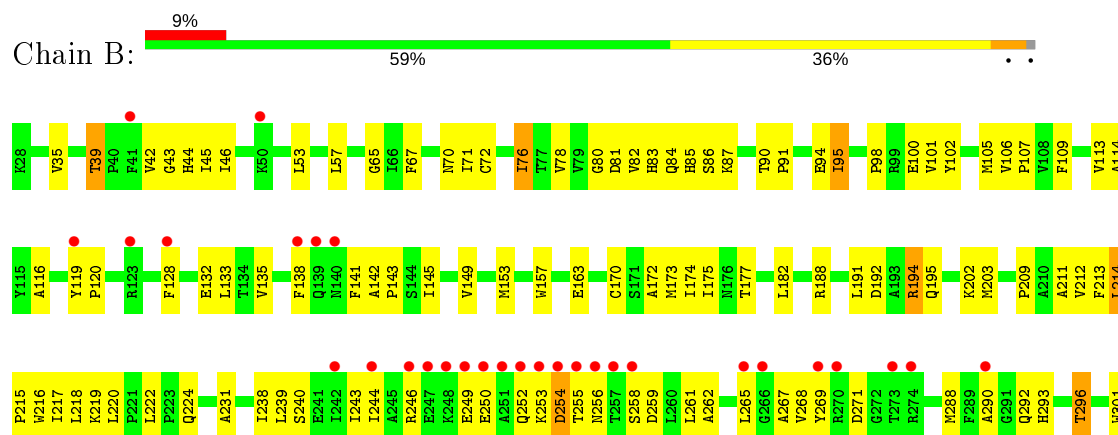 9%
Chain B:
59% 36% • •
K28 V35 T39 P40 F41 V42 G43 H44 I45 I46 K50 L53 L57 G65 I66 F67 N70 I71 C72 I76 T77 V78 V79 G80 D81 V82 H83 Q84 H85 S86 K87 T90 P91 E94 I95 P98 R99 E100 V101 Y102 M105 V106 P107 V108 F109 V113 A114
Y115 A116 Y119 P120 R123 F128 E132 L133 T134 V135 F138 Q139 N140 F141 A142 P143 S144 I145 V149 M153 W157 E163 C170 S171 A172 M173 I174 I175 N176 T177 L182 R188 L191 D192 A193 R194 Q195 K202 M203 P209 A210 A211 V212 F213 L214
P215 W216 I217 L218 K219 L220 P221 L222 P223 Q224 A231 I238 L239 S240 E241 I242 I243 I244 A245 R246 E247 K248 E249 E250 A251 Q252 K253 D254 T255 N256 T257 S258 D259 L260 L261 A262 L265 G266 A267 V268 Y269 R270 D271 G272 T273 R274 M288 F289 A290 G291 Q292 H293 T296